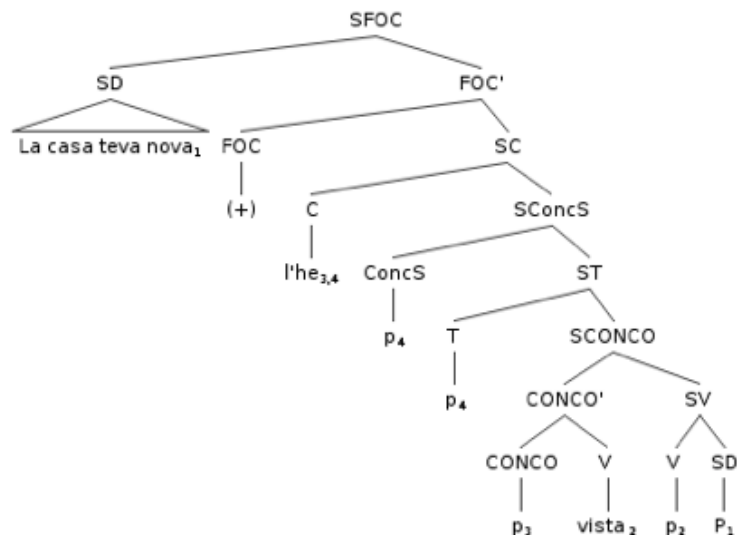 SFOC
SD FOC'
La casa teva nova₁ FOC SC
(+) C SConcS
l'he₃,₄ ConcS ST
p₄ T SCONCO
p₄ CONCO' SV
CONCO V V SD
p₃ vista₂ p₂ P₁